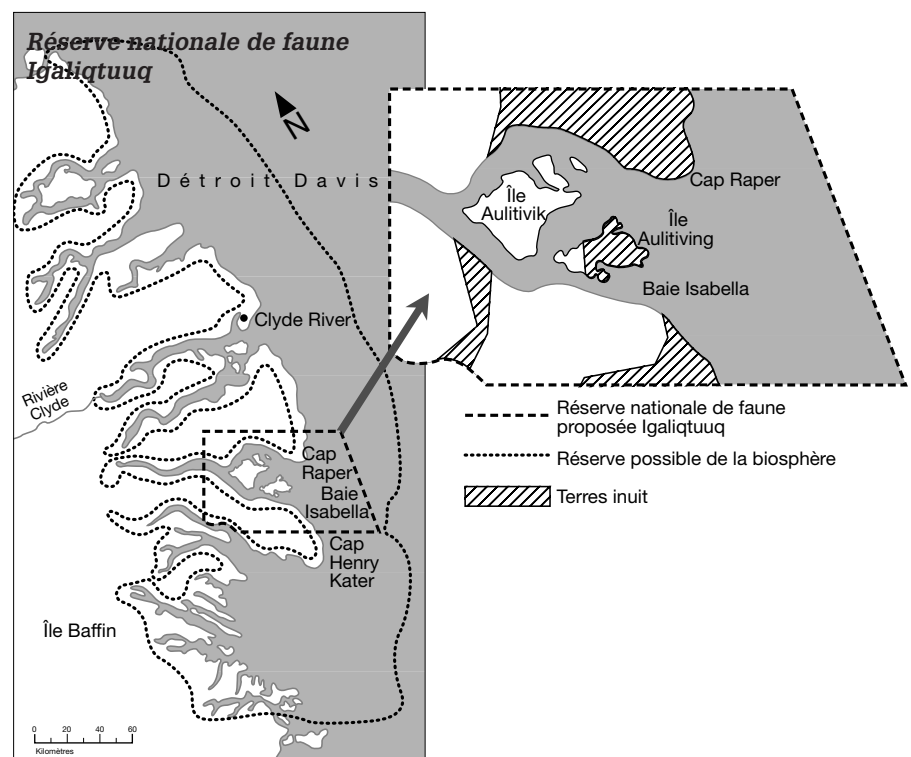 Réserve nationale de faune
Igaliqtuuq
N
Détroit Davis
Cap Raper
Île
Aulitivik
Île
Aulitiving
Baie Isabella
Clyde River
Rivière
Clyde
Cap
Raper
Baie
Isabella
Cap
Henry
Kater
Île Baffin
Réserve nationale de faune
proposée Igaliqtuuq
Réserve possible de la biosphère
Terres inuit
0 20 40 60
Kilomètres